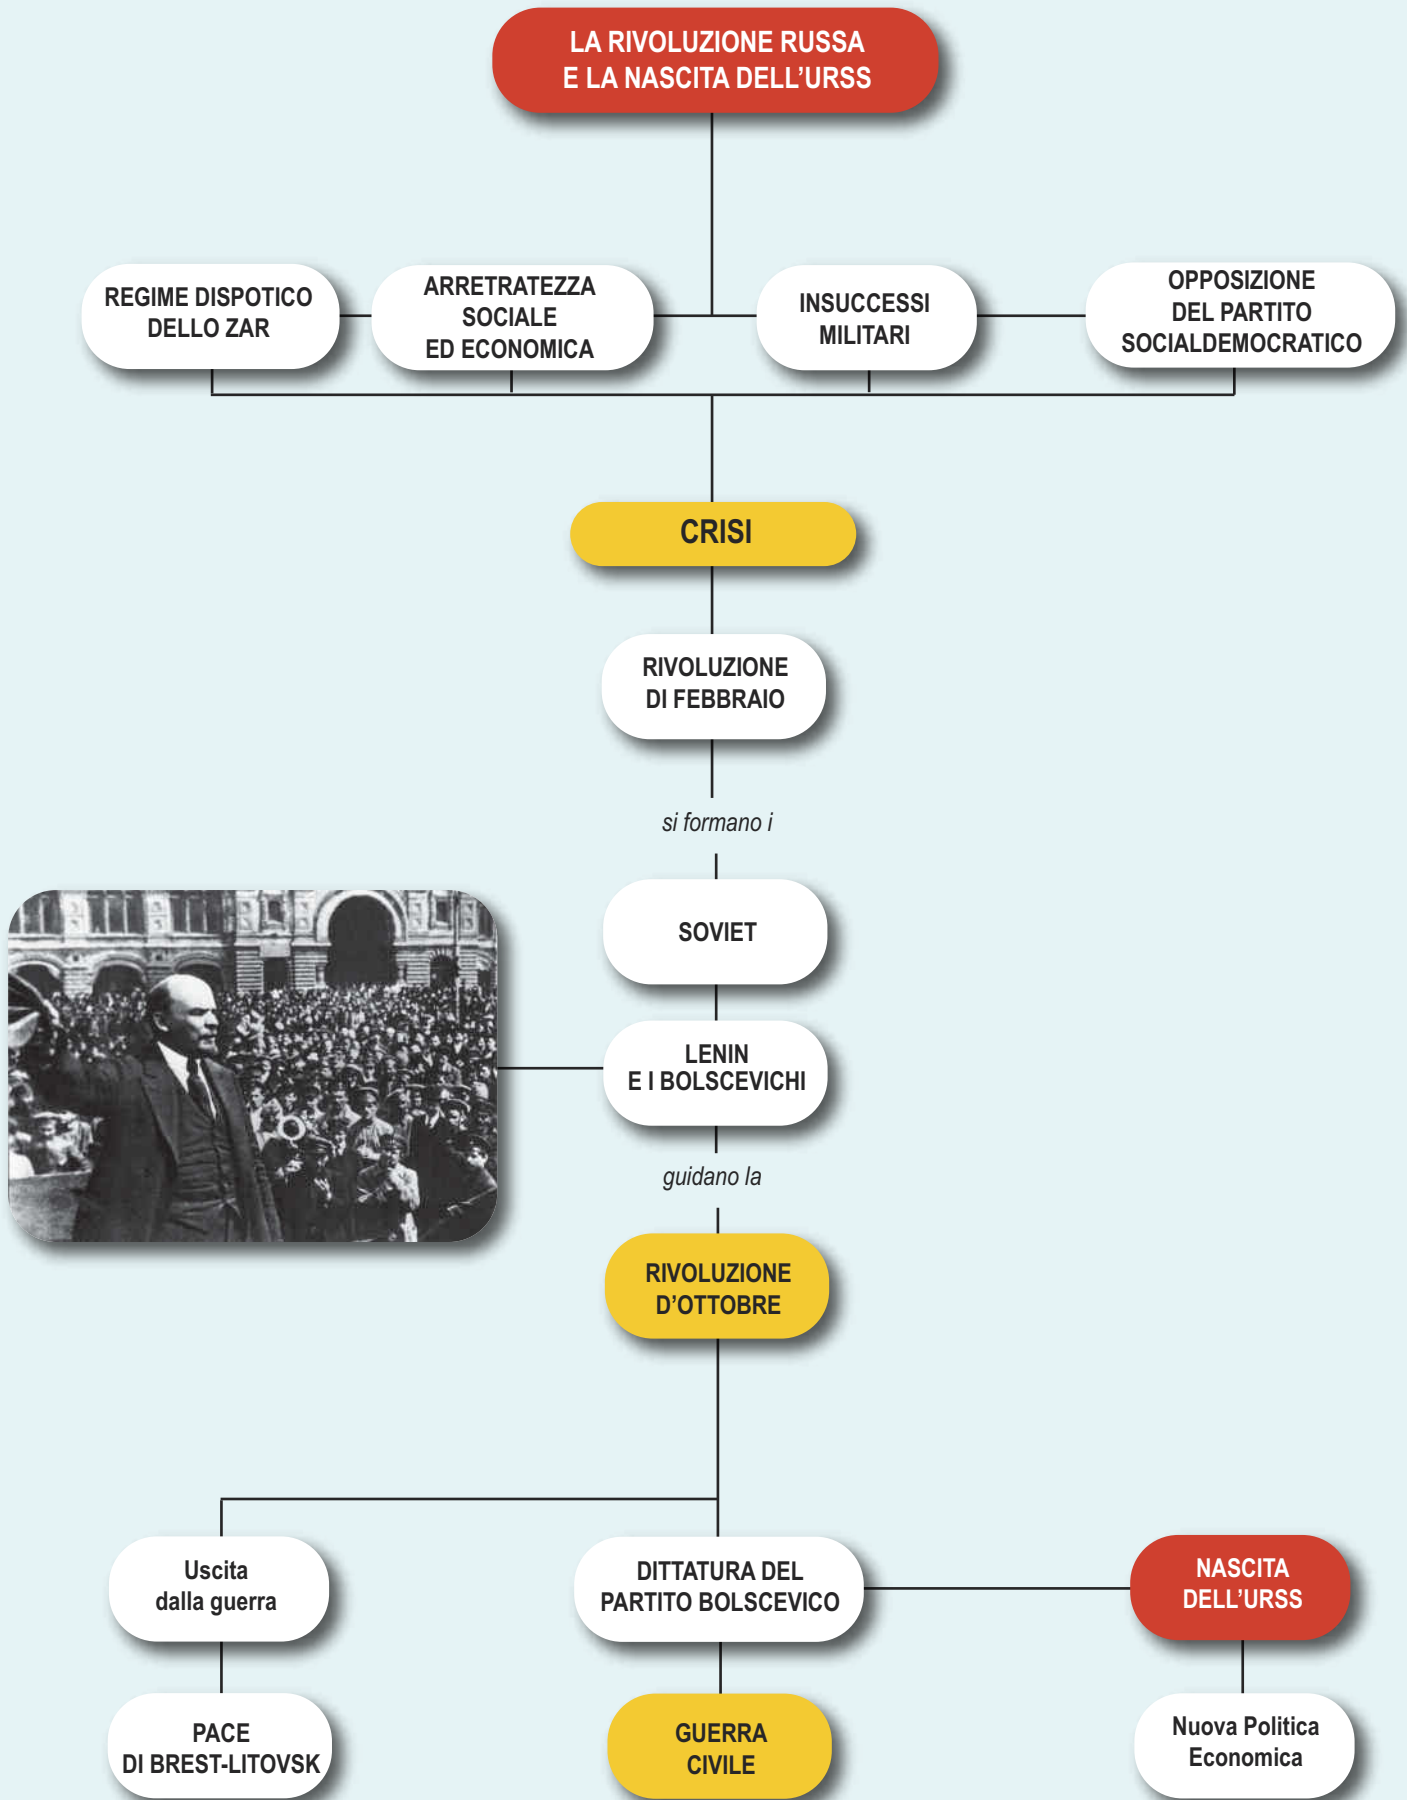 LA RIVOLUZIONE RUSSA
E LA NASCITA DELL'URSS
REGIME DISPOTICO
DELLO ZAR
ARRETRATEZZA
SOCIALE
ED ECONOMICA
INSUCCESSI
MILITARI
OPPOSIZIONE
DEL PARTITO
SOCIALDEMOCRATICO
CRISI
RIVOLUZIONE
DI FEBBRAIO
si formano i
SOVIET
LENIN
E I BOLSCEVICHI
guidano la
RIVOLUZIONE
D'OTTOBRE
Uscita
dalla guerra
DITTATURA DEL
PARTITO BOLSCEVICO
NASCITA
DELL'URSS
PACE
DI BREST-LITOVSK
GUERRA
CIVILE
Nuova Politica
Economica